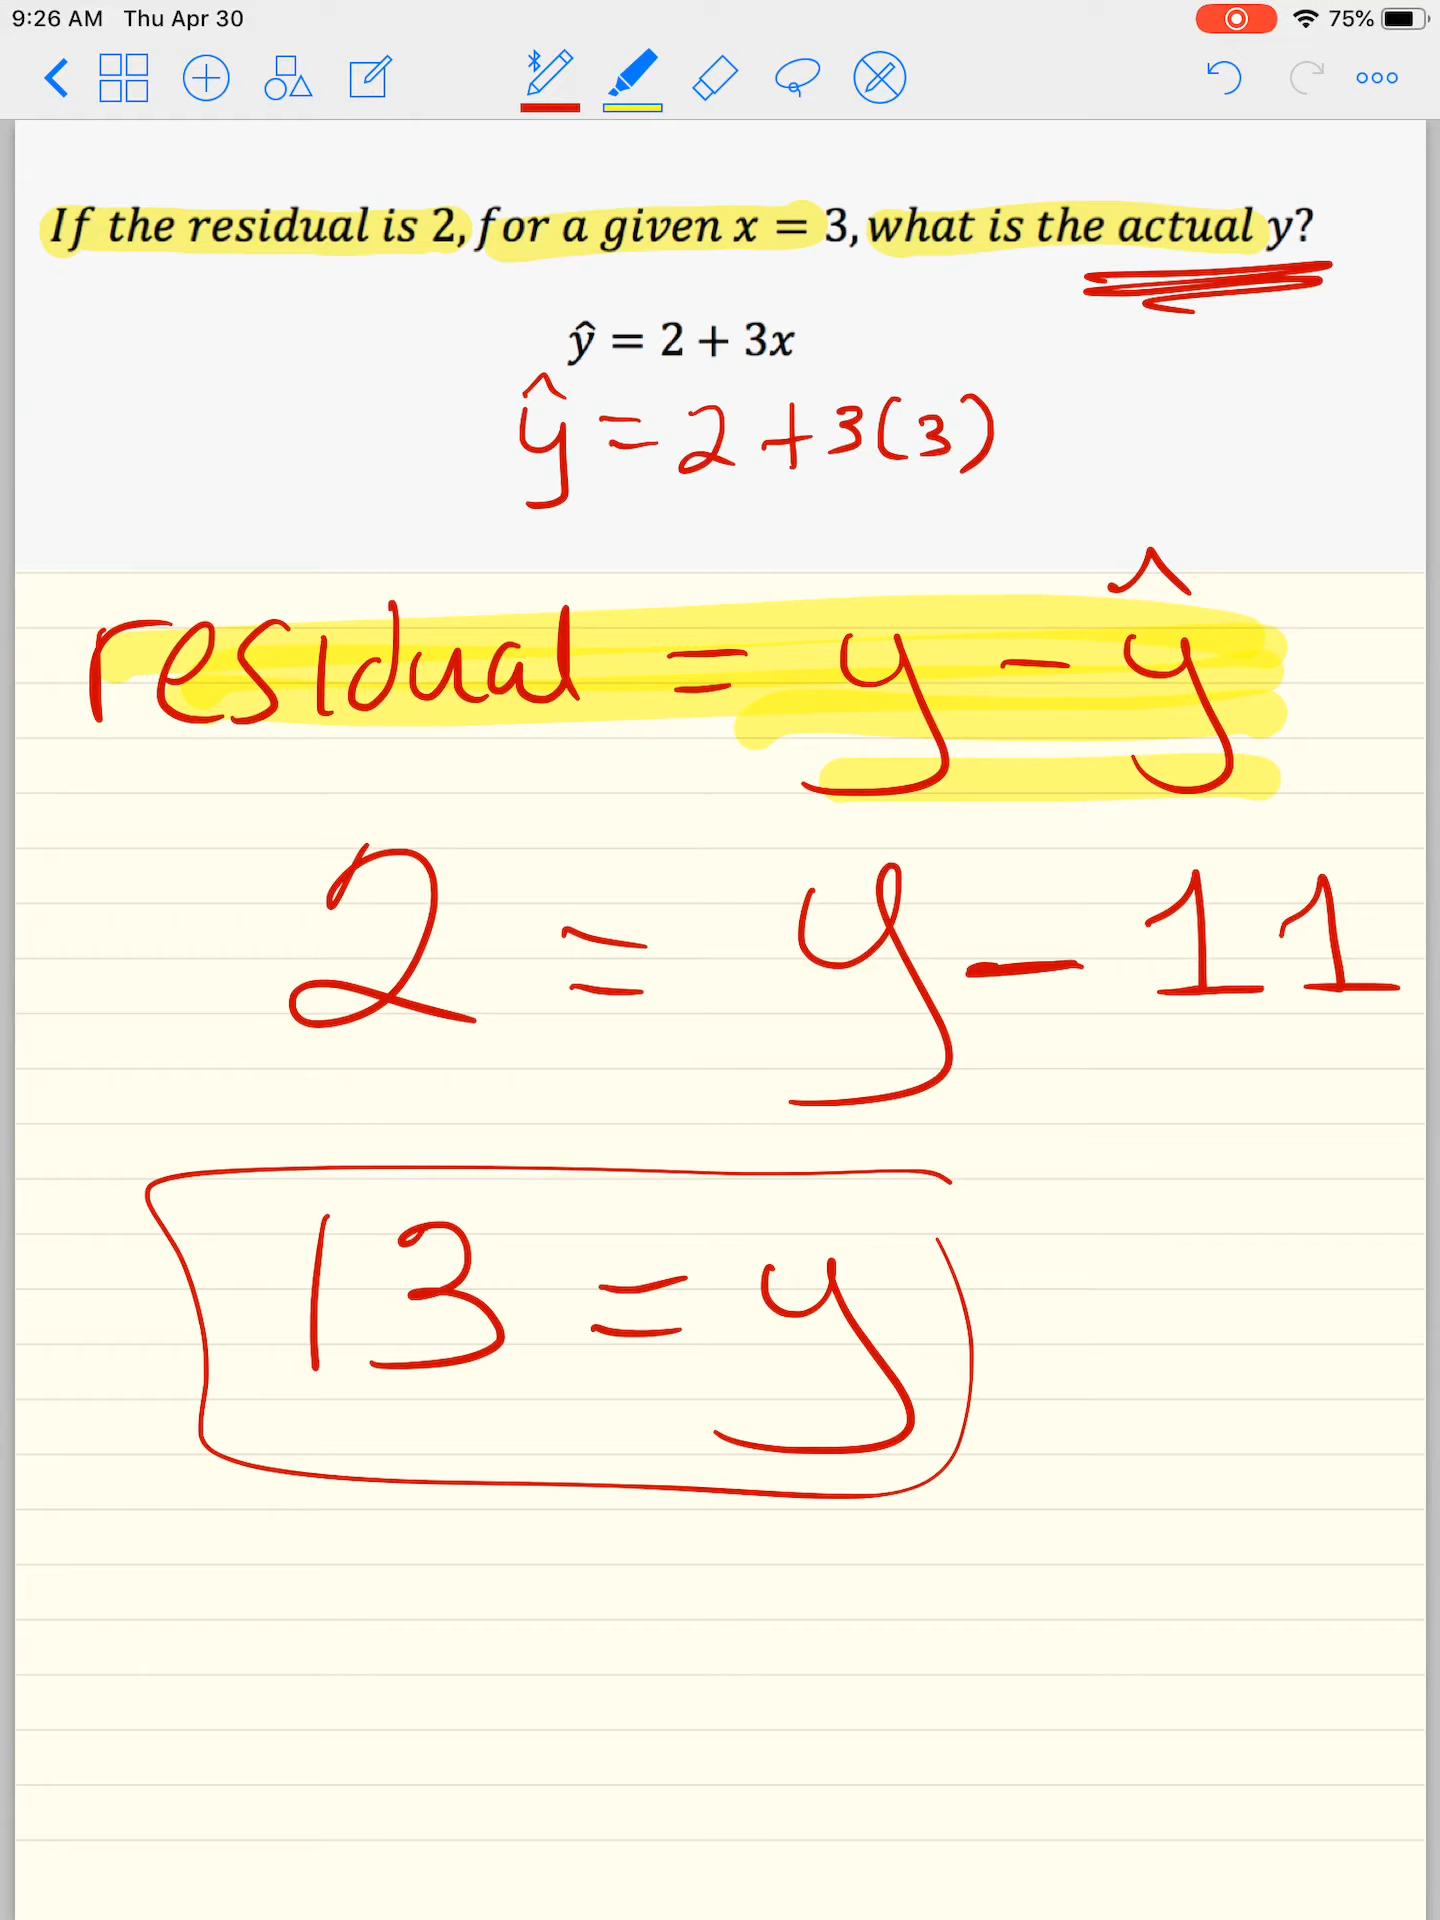 9:26 AM Thu Apr 30 75%
If the residual is 2, for a given x = 3, what is the actual y?
ŷ = 2 + 3x
ŷ = 2 + 3(3)
residual = y - ŷ
2 = y - 11
13 = y